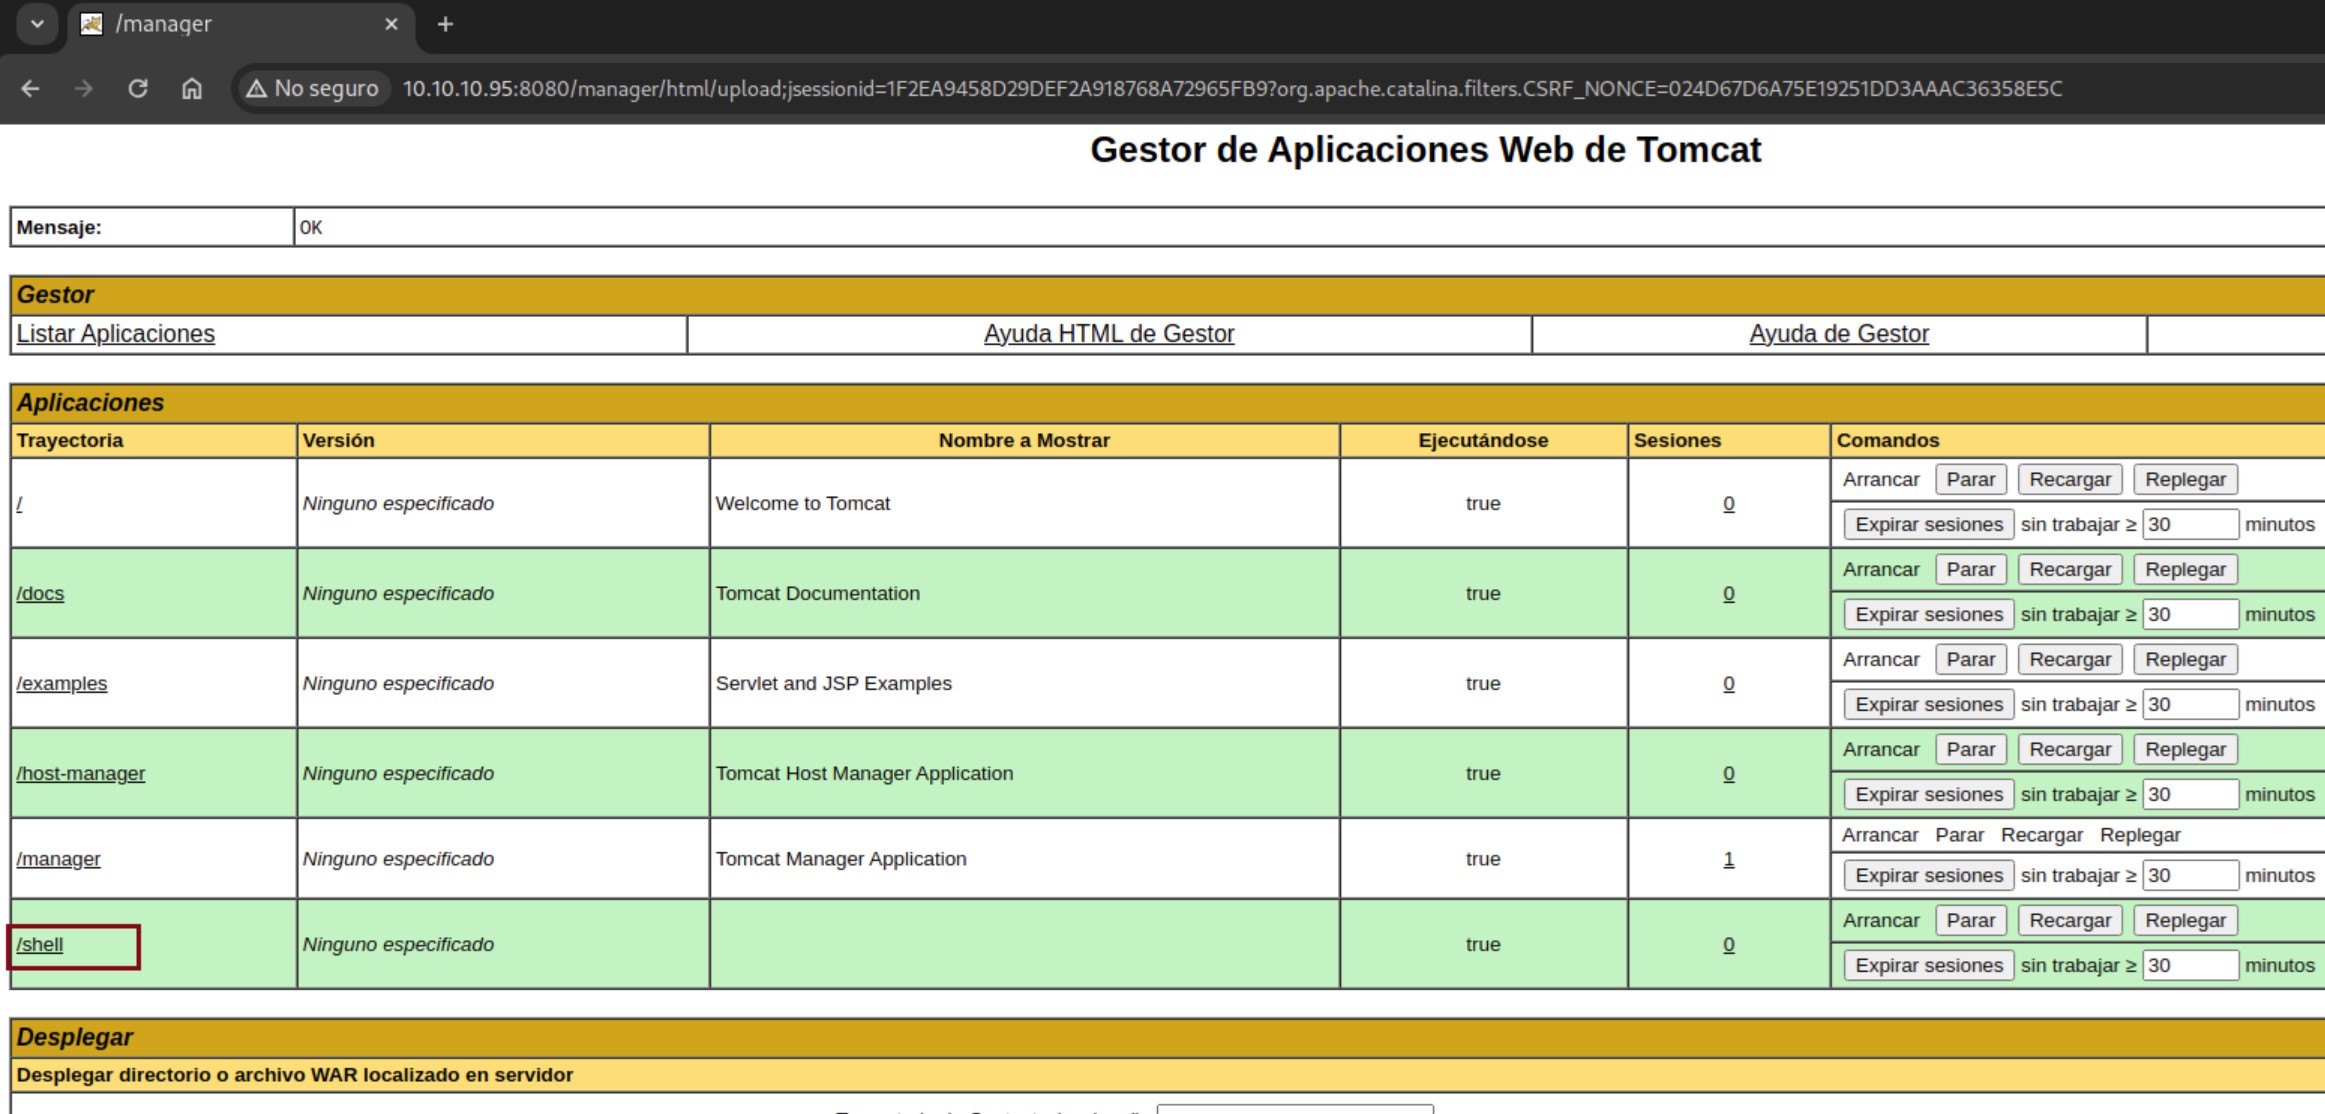 /manager
No seguro 10.10.10.95:8080/manager/html/upload;jsessionid=1F2EA9458D29DEF2A918768A72965FB9?org.apache.catalina.filters.CSRF_NONCE=024D67D6A75E19251DD3AAAC36358E5C
Gestor de Aplicaciones Web de Tomcat
Mensaje: OK
Gestor
Listar Aplicaciones Ayuda HTML de Gestor Ayuda de Gestor
Aplicaciones
Trayectoria Versión Nombre a Mostrar Ejecutándose Sesiones Comandos
/ Ninguno especificado Welcome to Tomcat true 0 Arrancar Parar Recargar Replegar
Expirar sesiones sin trabajar ≥ 30 minutos
/docs Ninguno especificado Tomcat Documentation true 0 Arrancar Parar Recargar Replegar
Expirar sesiones sin trabajar ≥ 30 minutos
/examples Ninguno especificado Servlet and JSP Examples true 0 Arrancar Parar Recargar Replegar
Expirar sesiones sin trabajar ≥ 30 minutos
/host-manager Ninguno especificado Tomcat Host Manager Application true 0 Arrancar Parar Recargar Replegar
Expirar sesiones sin trabajar ≥ 30 minutos
/manager Ninguno especificado Tomcat Manager Application true 1 Arrancar Parar Recargar Replegar
Expirar sesiones sin trabajar ≥ 30 minutos
/shell Ninguno especificado true 0 Arrancar Parar Recargar Replegar
Expirar sesiones sin trabajar ≥ 30 minutos
Desplegar
Desplegar directorio o archivo WAR localizado en servidor